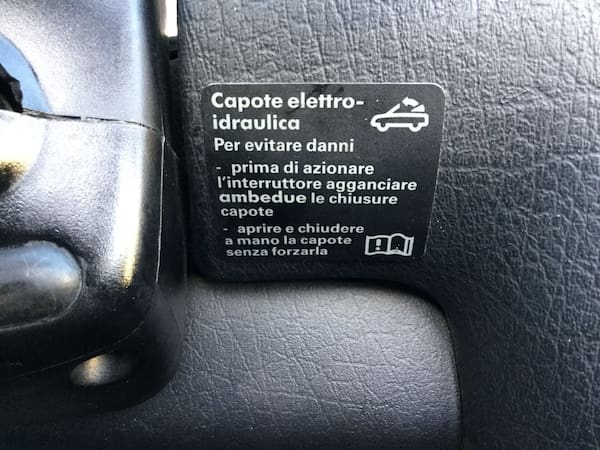 Capote elettro-
idraulica
Per evitare danni
- prima di azionare
l'interruttore agganciare
ambedue le chiusure
capote
- aprire e chiudere
a mano la capote
senza forzarla